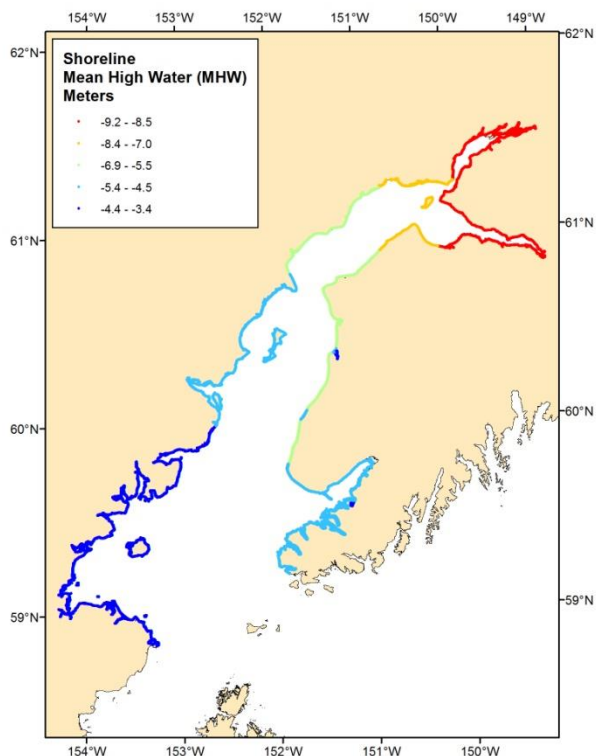 154°W
153°W
152°W
151°W
150°W
149°W
62°N
62°N
Shoreline
Mean High Water (MHW)
Meters
-9.2 - -8.5
-8.4 - -7.0
-6.9 - -5.5
-5.4 - -4.5
-4.4 - -3.4
61°N
61°N
60°N
60°N
59°N
59°N
154°W
153°W
152°W
151°W
150°W